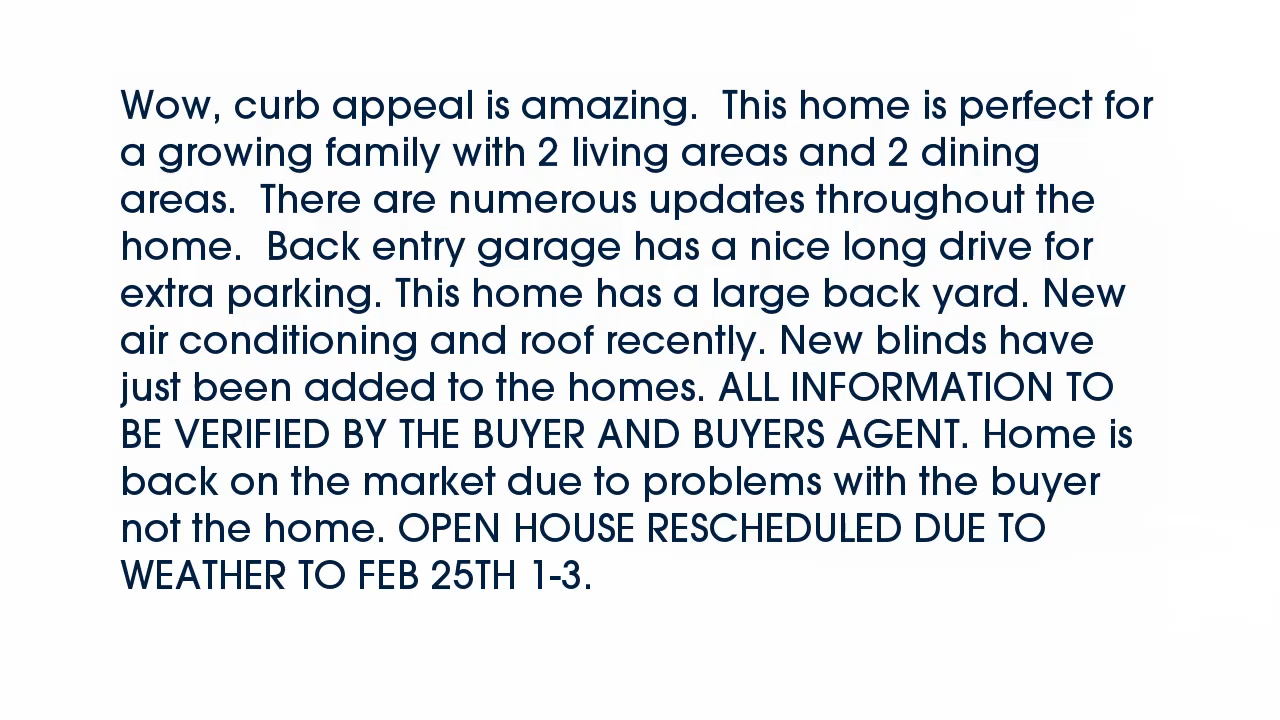 Wow, curb appeal is amazing.  This home is perfect for
a growing family with 2 living areas and 2 dining
areas.  There are numerous updates throughout the
home.  Back entry garage has a nice long drive for
extra parking. This home has a large back yard. New
air conditioning and roof recently. New blinds have
just been added to the homes. ALL INFORMATION TO
BE VERIFIED BY THE BUYER AND BUYERS AGENT. Home is
back on the market due to problems with the buyer
not the home. OPEN HOUSE RESCHEDULED DUE TO
WEATHER TO FEB 25TH 1-3.